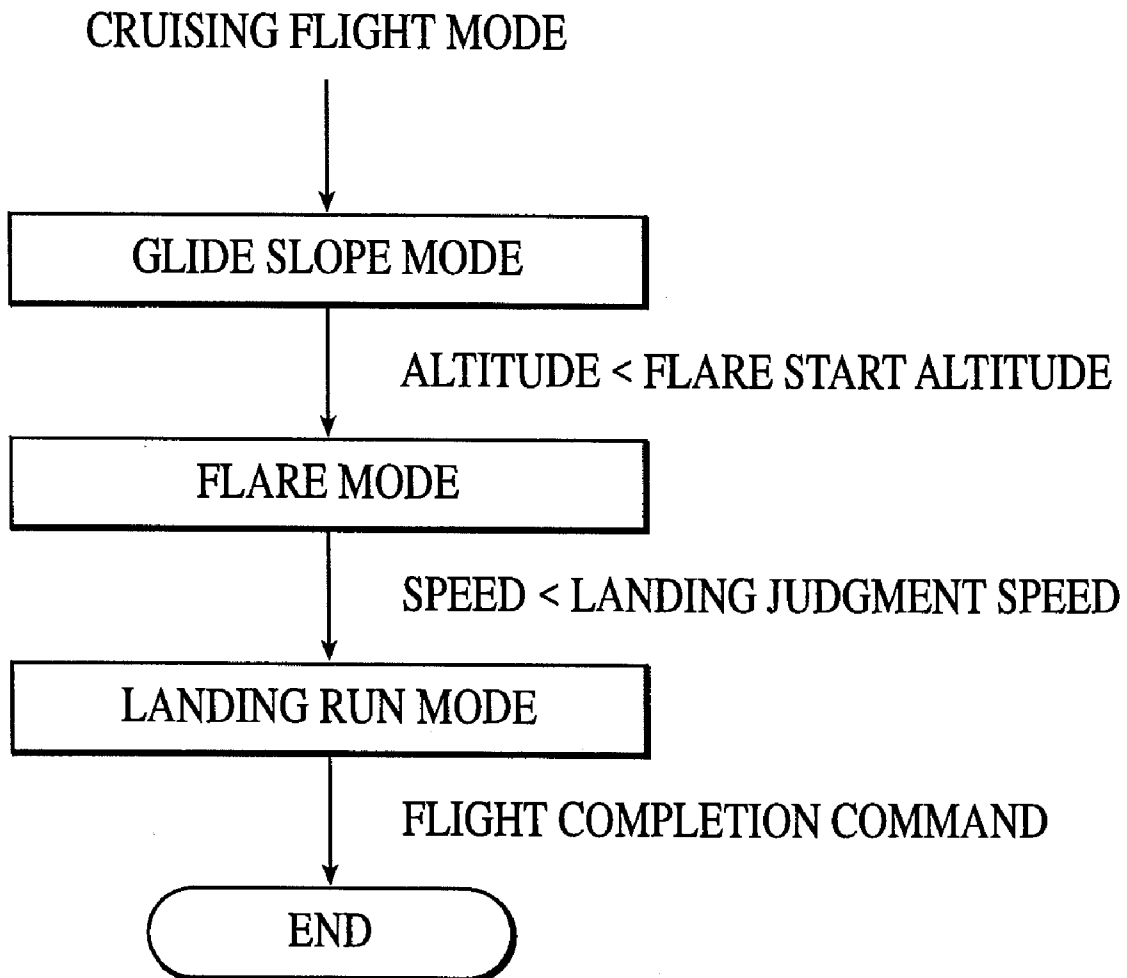 CRUISING FLIGHT MODE
GLIDE SLOPE MODE
ALTITUDE < FLARE START ALTITUDE
FLARE MODE
SPEED < LANDING JUDGMENT SPEED
LANDING RUN MODE
FLIGHT COMPLETION COMMAND
END